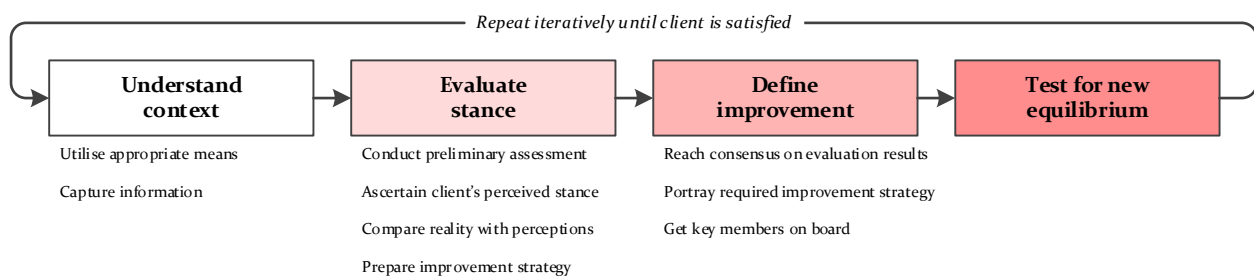 Repeat iteratively until client is satisfied
Understand
context
Evaluate
stance
Define
improvement
Test for new
equilibrium
Utilise appropriate means
Capture information
Conduct preliminary assessment
Ascertain client's perceived stance
Compare reality with perceptions
Prepare improvement strategy
Reach consensus on evaluation results
Portray required improvement strategy
Get key members on board